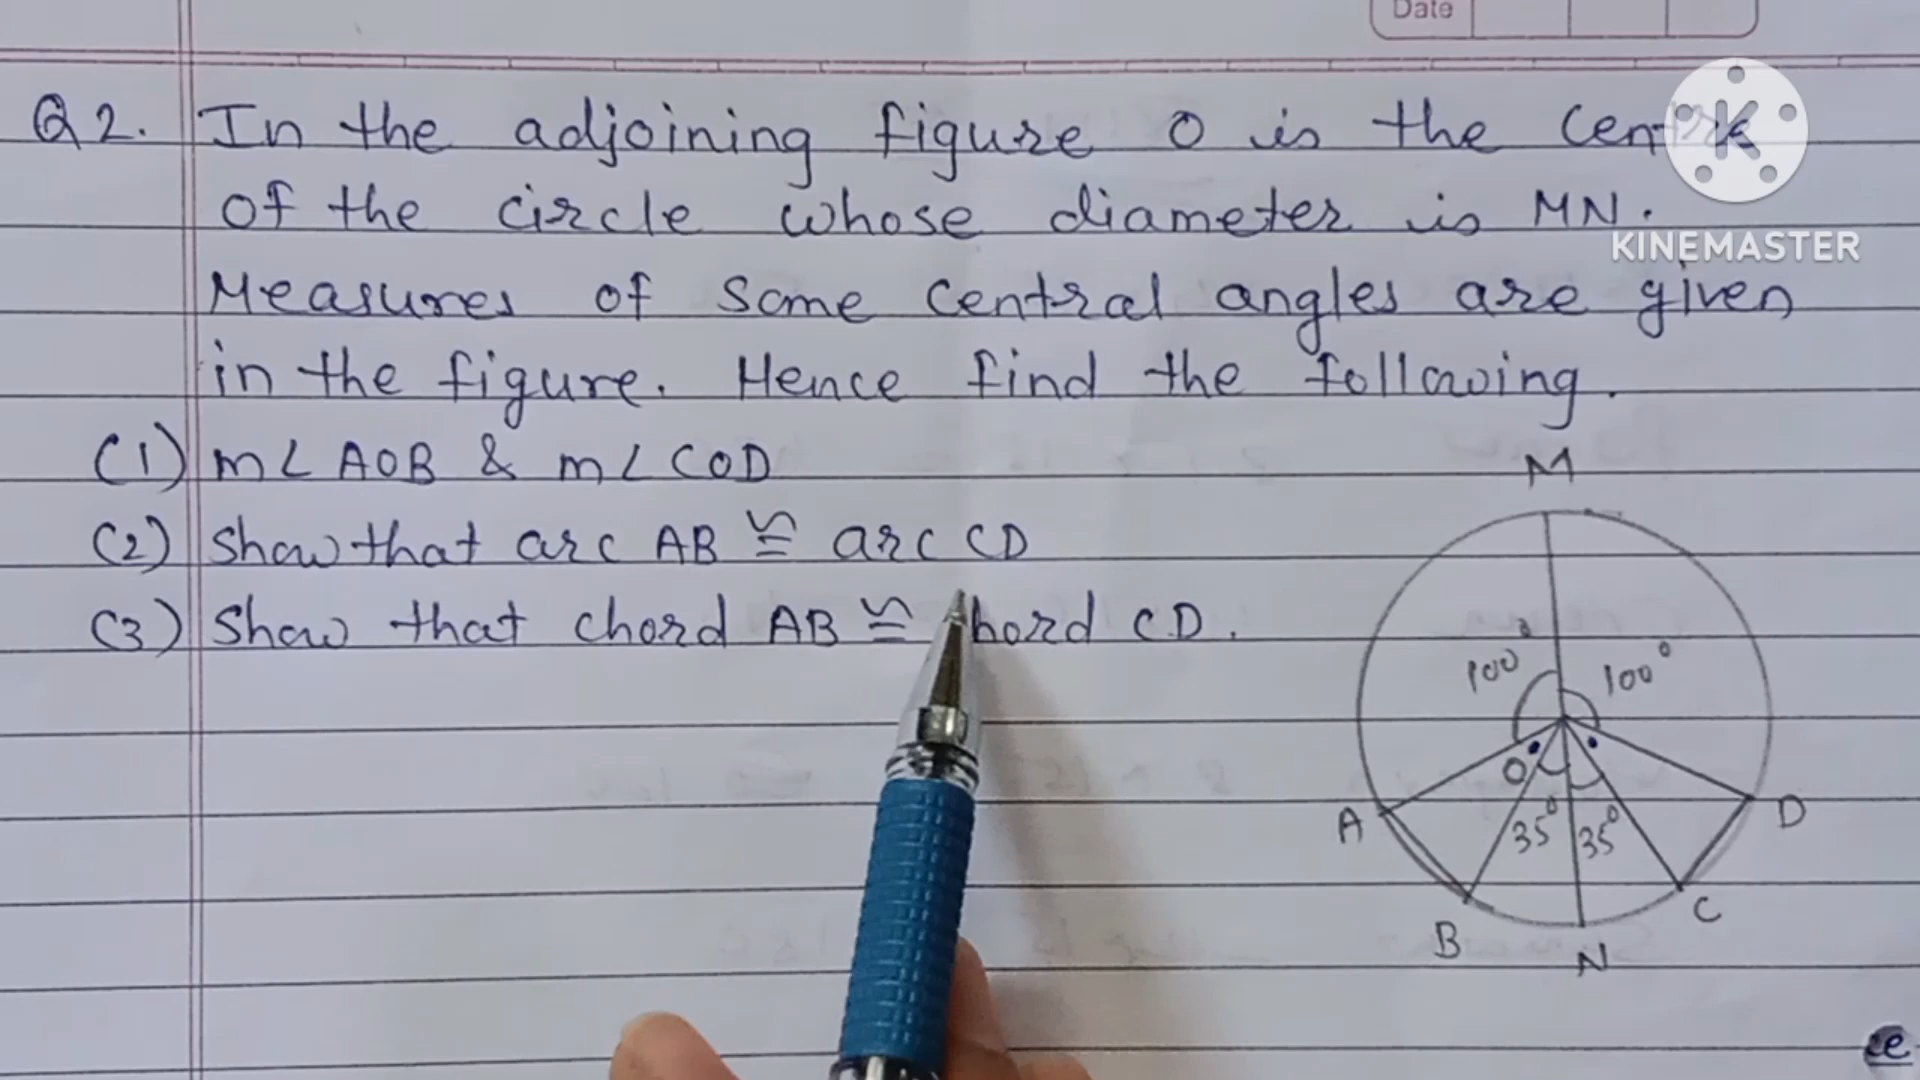 Date
Q2. In the adjoining figure O is the centre
of the circle whose diameter is MN.
KINEMASTER
Measures of some central angles are given
in the figure. Hence find the following.
(1) m∠AOB & m∠COD
(2) Show that arc AB ≅ arc CD
(3) Show that chord AB ≅ chord CD.
M
100° 100°
O
35° 35°
A D
B C
N